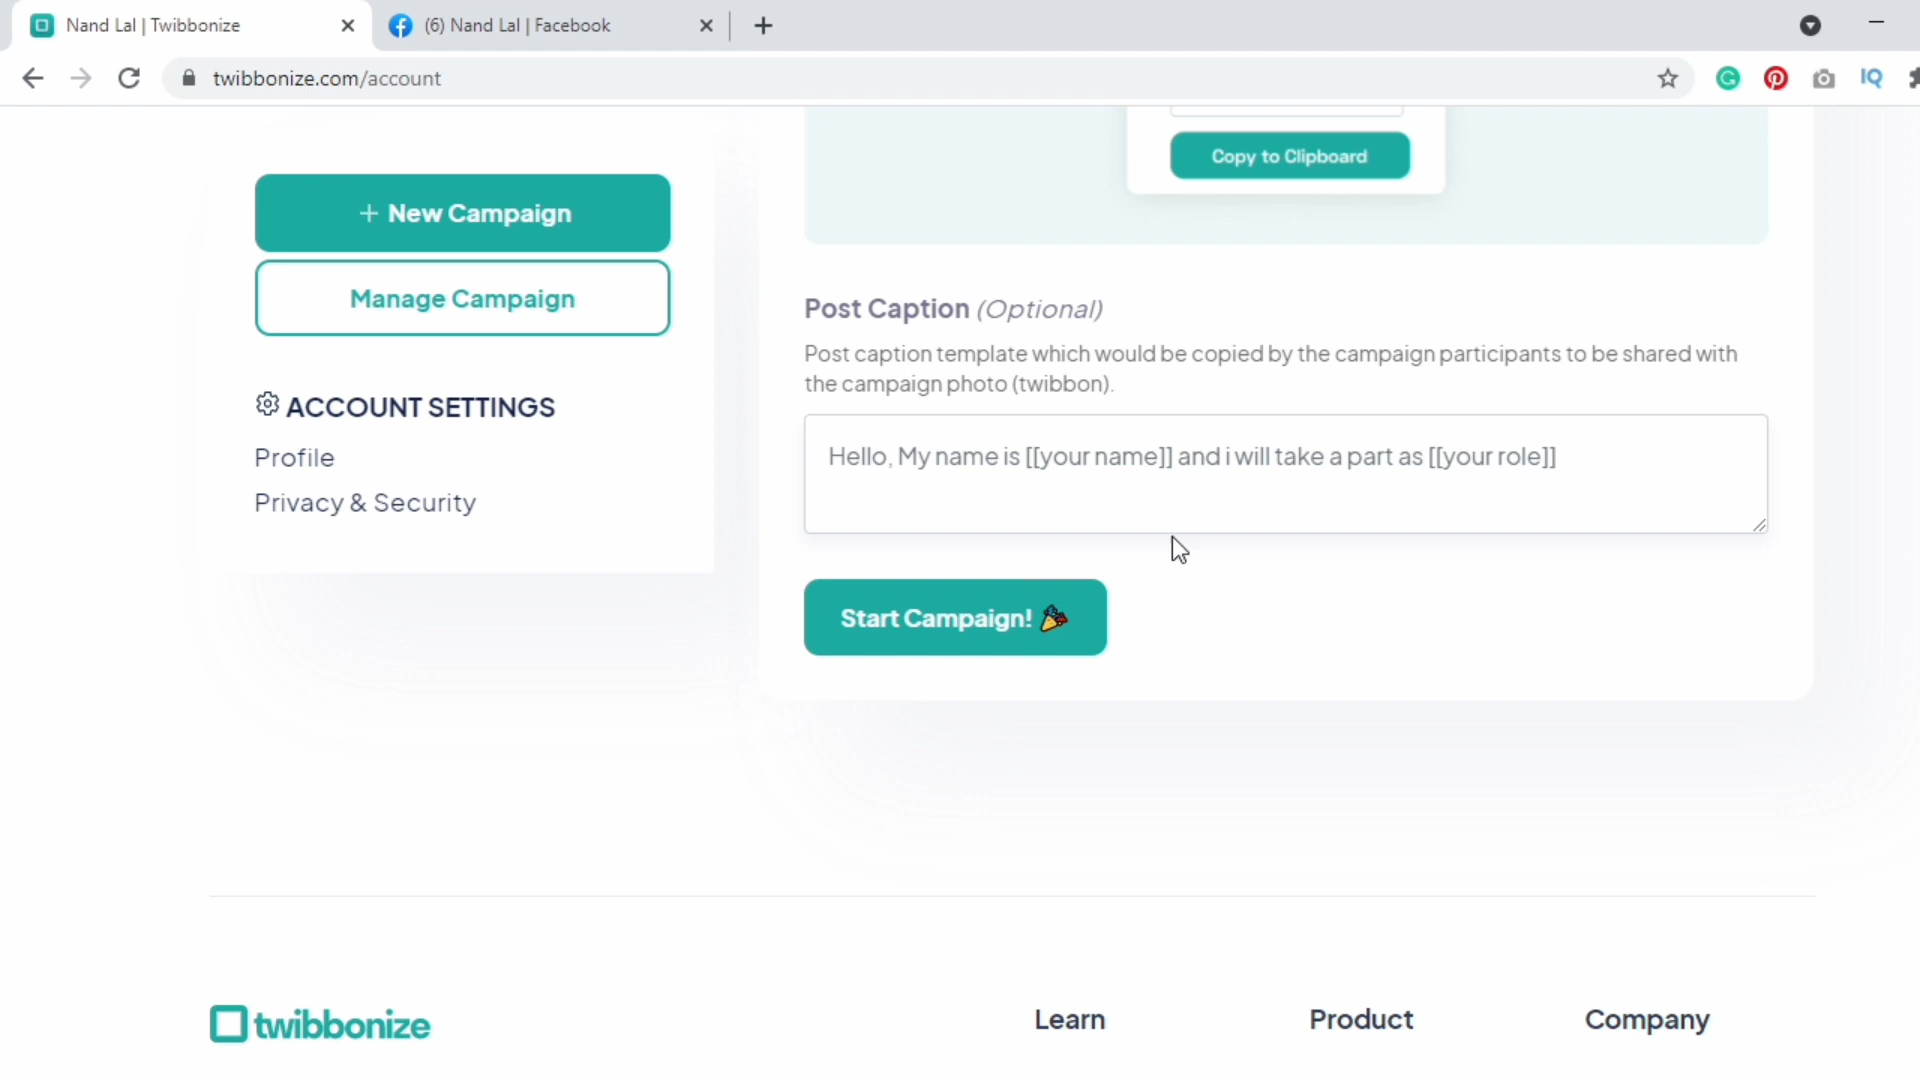 Nand Lal | Twibbonize
(6) Nand Lal | Facebook
twibbonize.com/account
IQ
Copy to Clipboard
+ New Campaign
Manage Campaign
ACCOUNT SETTINGS
Profile
Privacy & Security
Post Caption (Optional)
Post caption template which would be copied by the campaign participants to be shared with
the campaign photo (twibbon).
Hello, My name is [[your name]] and i will take a part as [[your role]]
Start Campaign!
twibbonize
Learn
Product
Company